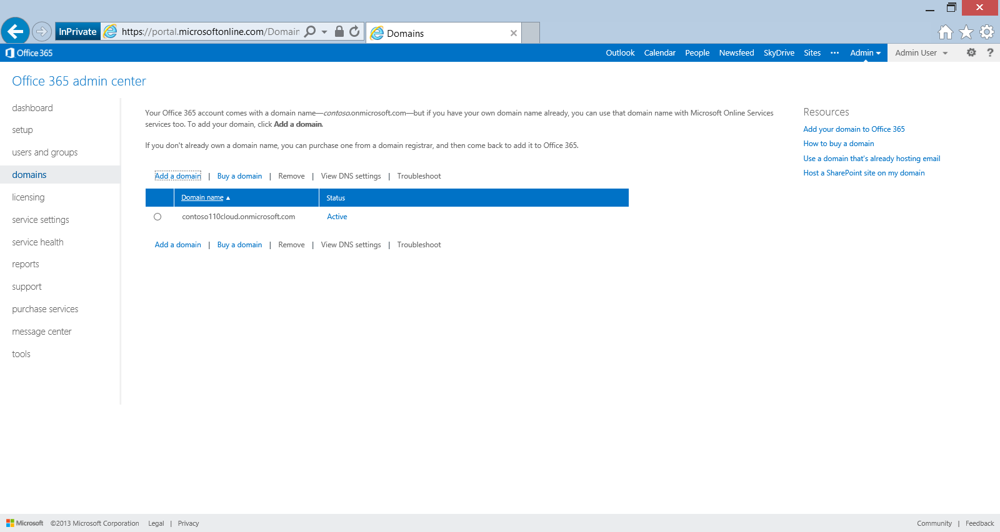 InPrivate
https://portal.microsoftonline.com/Domain
Domains
Office 365
Outlook Calendar People Newsfeed SkyDrive Sites ··· Admin Admin User ?
Office 365 admin center
dashboard
setup
users and groups
domains
licensing
service settings
service health
reports
support
purchase services
message center
tools
Your Office 365 account comes with a domain name—contoso.onmicrosoft.com—but if you have your own domain name already, you can use that domain name with Microsoft Online Services
services too. To add your domain, click Add a domain.
If you don't already own a domain name, you can purchase one from a domain registrar, and then come back to add it to Office 365.
Add a domain | Buy a domain | Remove | View DNS settings | Troubleshoot
Domain name ▲ Status
contoso110cloud.onmicrosoft.com Active
Add a domain | Buy a domain | Remove | View DNS settings | Troubleshoot
Resources
Add your domain to Office 365
How to buy a domain
Use a domain that's already hosting email
Host a SharePoint site on my domain
Microsoft ©2013 Microsoft Corporation Legal | Privacy
Community | Feedback